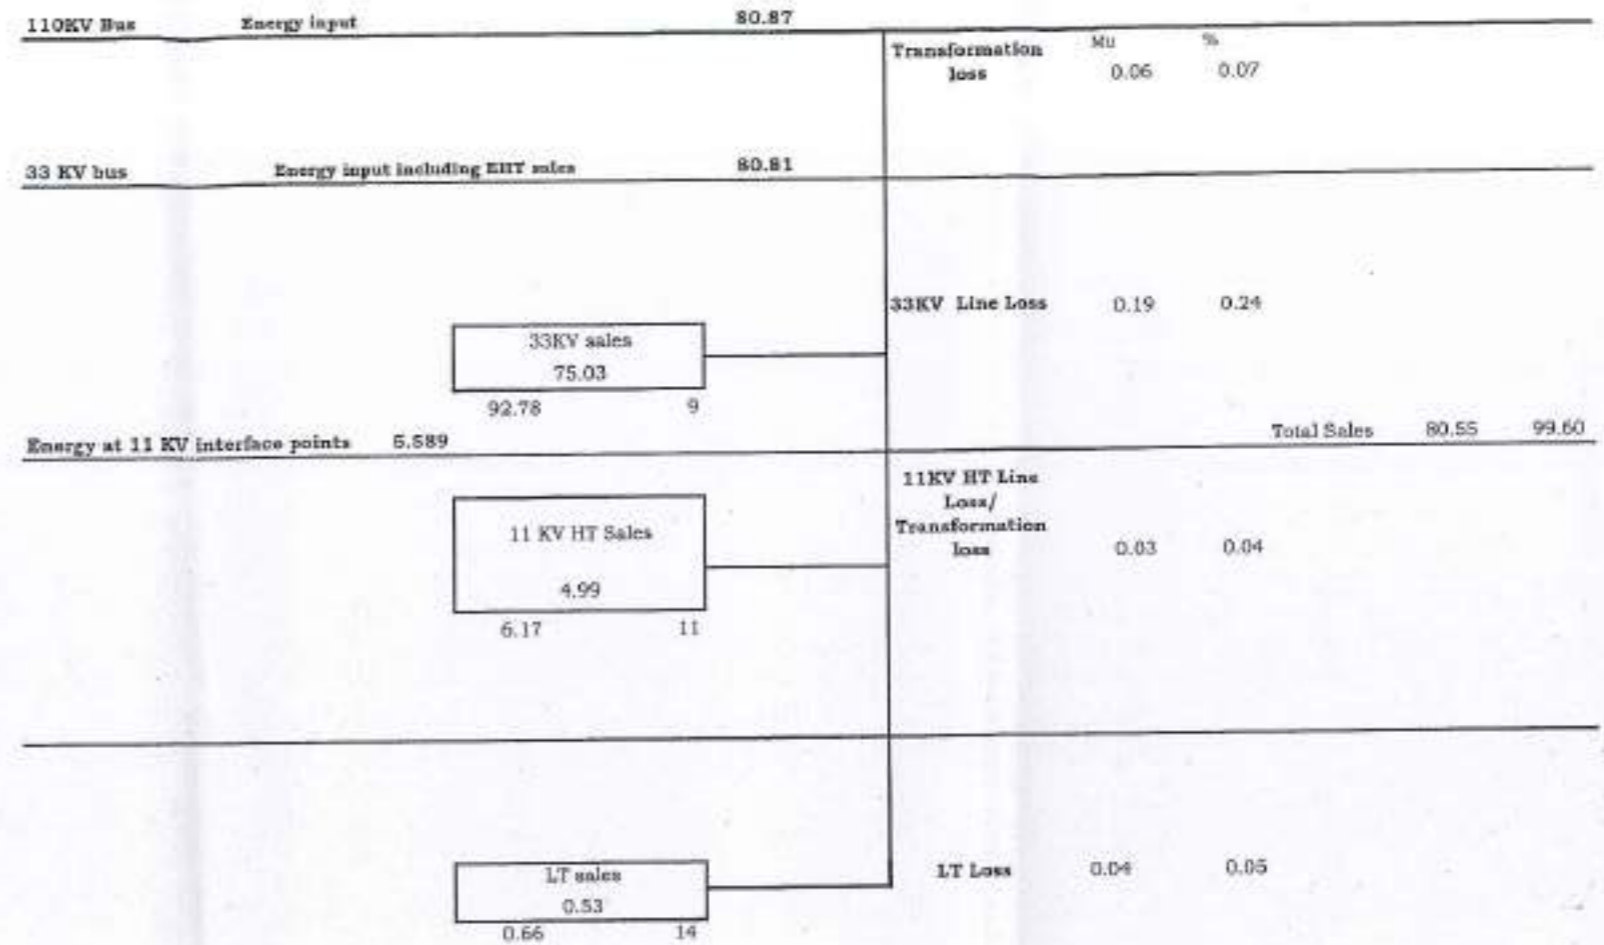 110KV Bus Energy input 80.87
Mu %
Transformation
loss 0.06 0.07
33 KV bus Energy input including EHT sales 80.81
33KV Line Loss 0.19 0.24
33KV sales
75.03
92.78 9
Energy at 11 KV interface points 5.589
Total Sales 80.55 99.60
11KV HT Line
Loss/
Transformation
loss 0.03 0.04
11 KV HT Sales
4.99
6.17 11
LT Loss 0.04 0.05
LT sales
0.53
0.66 14